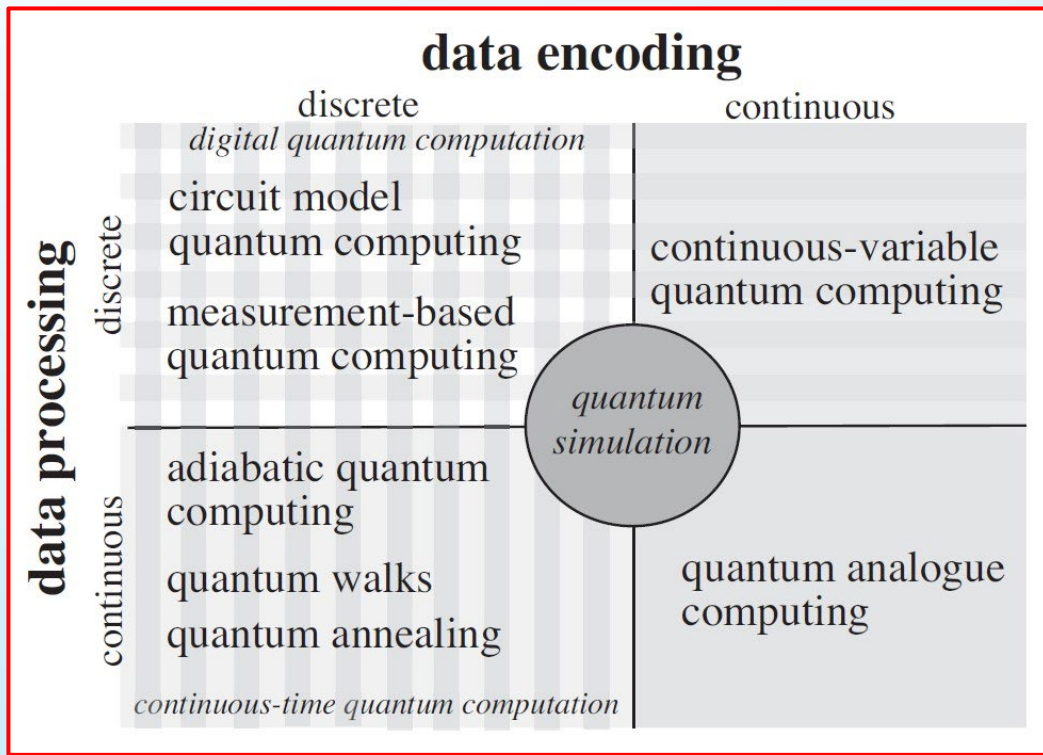 data encoding
discrete
continuous
digital quantum computation
data processing
discrete
circuit model
quantum computing
measurement-based
quantum computing
continuous-variable
quantum computing
quantum
simulation
continuous
adiabatic quantum
computing
quantum walks
quantum annealing
continuous-time quantum computation
quantum analogue
computing